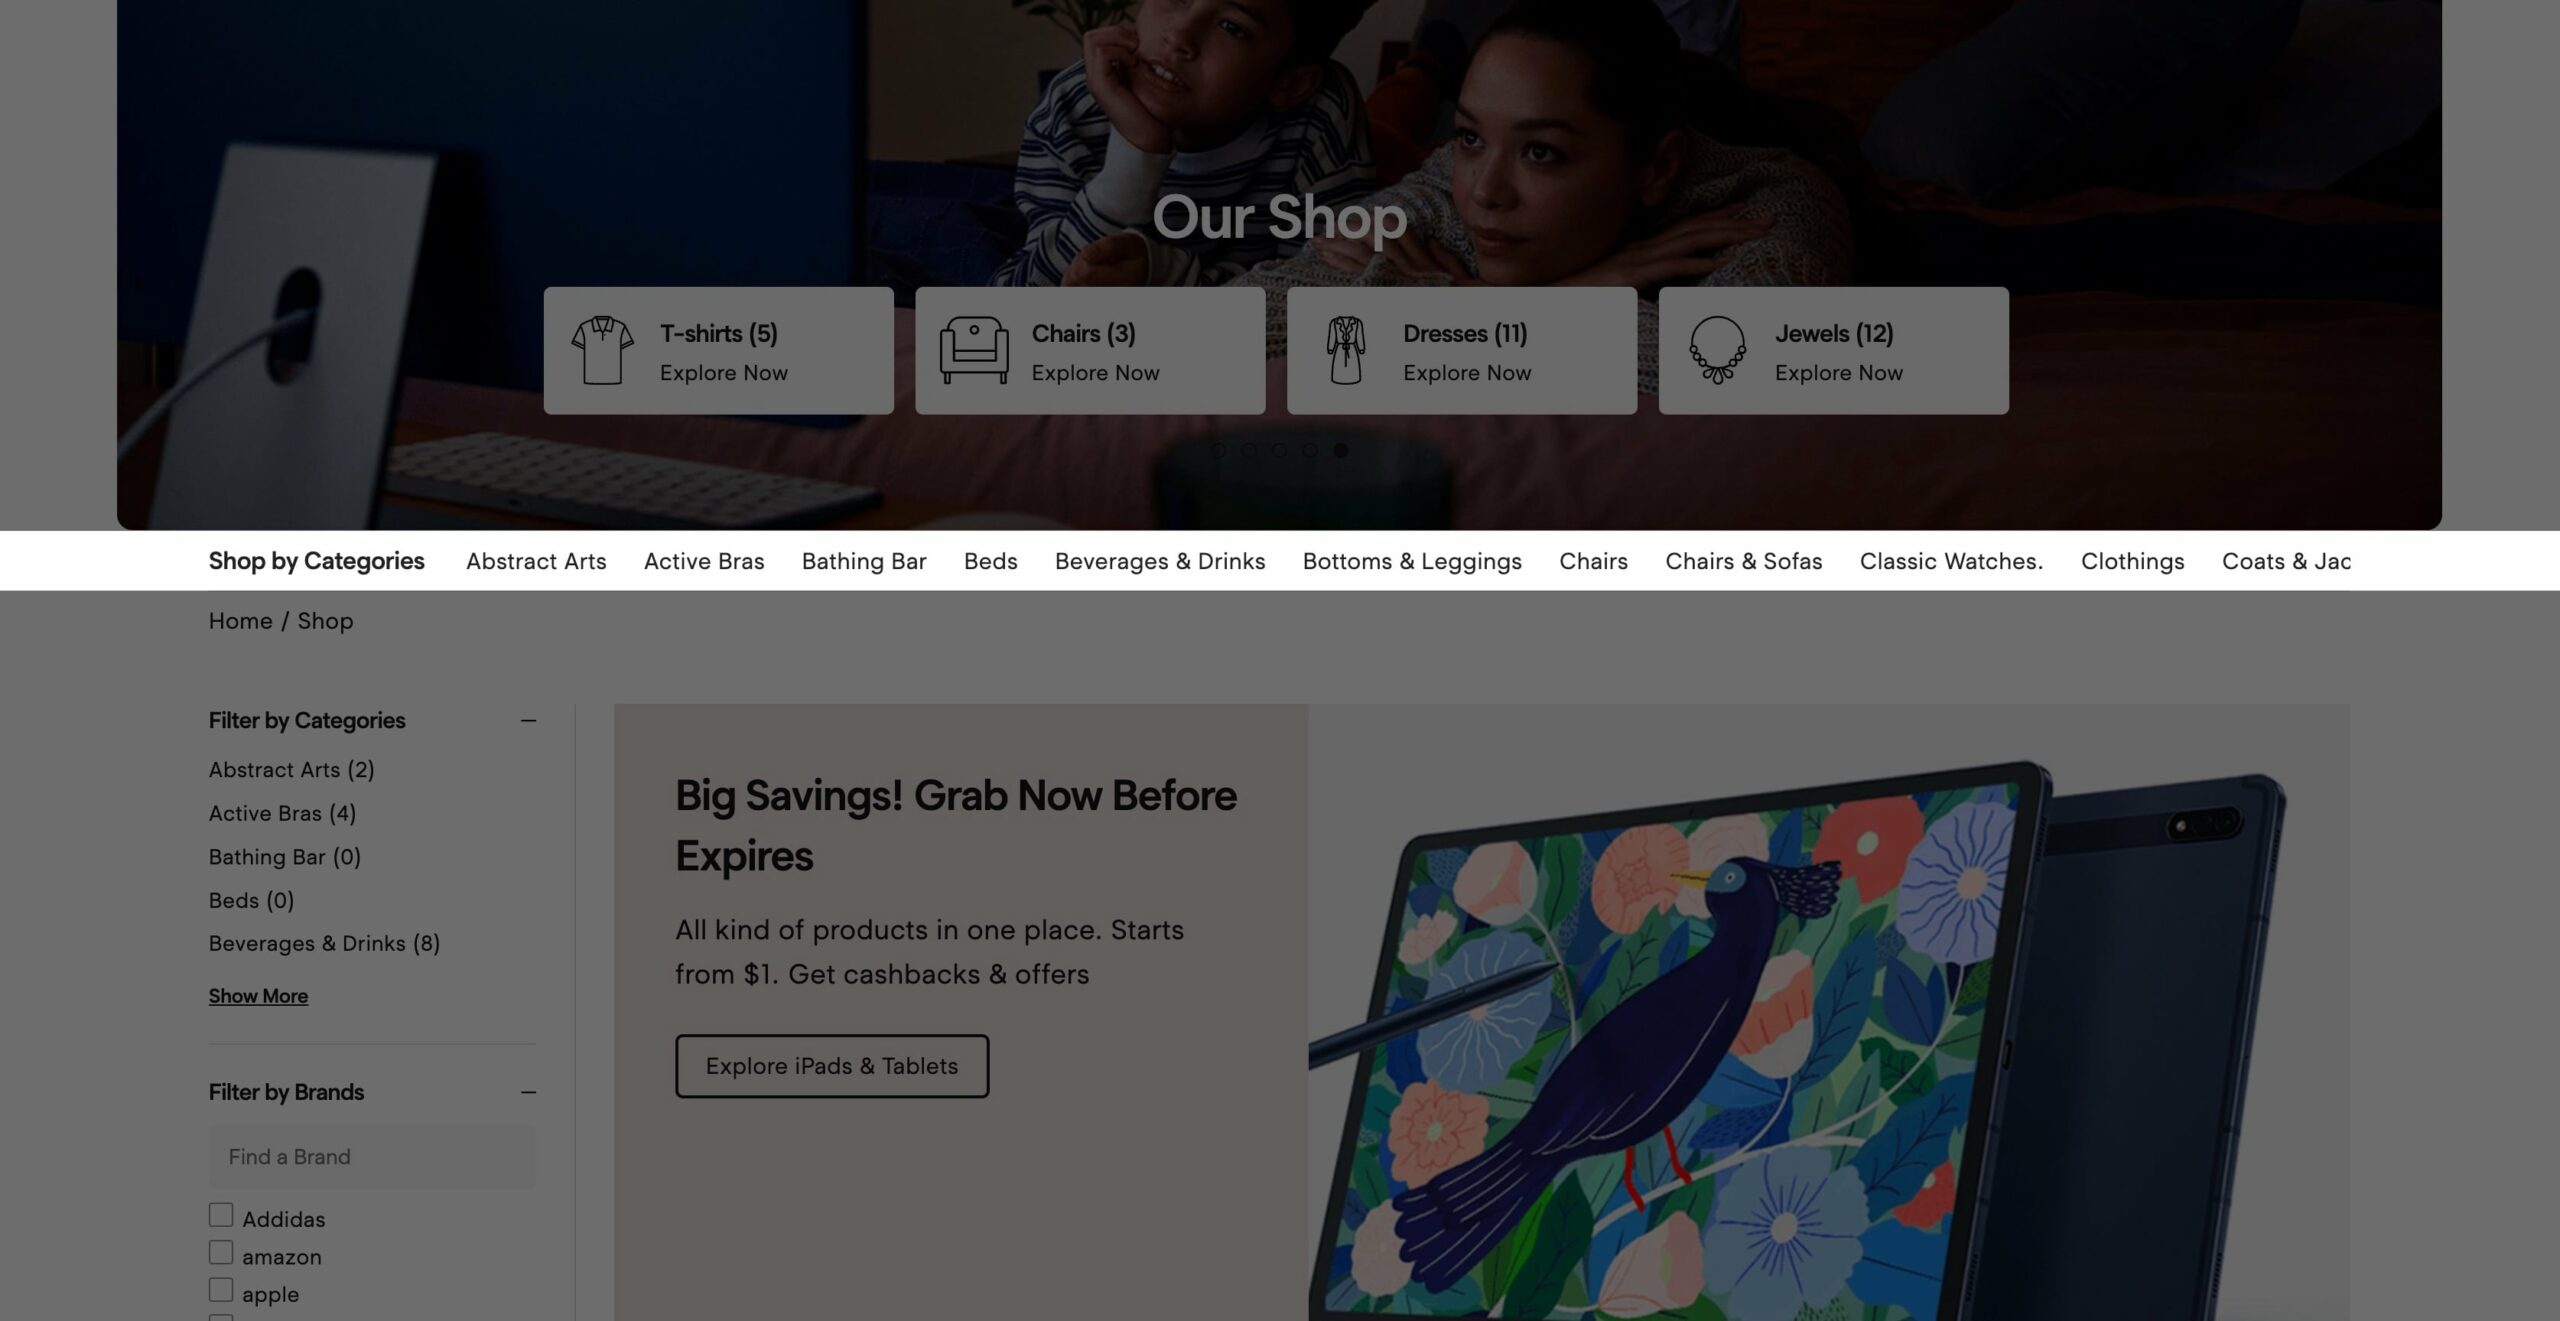 Our Shop
T-shirts (5)
Explore Now
Chairs (3)
Explore Now
Dresses (11)
Explore Now
Jewels (12)
Explore Now
Shop by Categories Abstract Arts Active Bras Bathing Bar Beds Beverages & Drinks Bottoms & Leggings Chairs Chairs & Sofas Classic Watches. Clothings Coats & Jac
Home / Shop
Filter by Categories
Abstract Arts (2)
Active Bras (4)
Bathing Bar (0)
Beds (0)
Beverages & Drinks (8)
Show More
Filter by Brands
Find a Brand
Addidas
amazon
apple
Big Savings! Grab Now Before
Expires
All kind of products in one place. Starts
from $1. Get cashbacks & offers
Explore iPads & Tablets